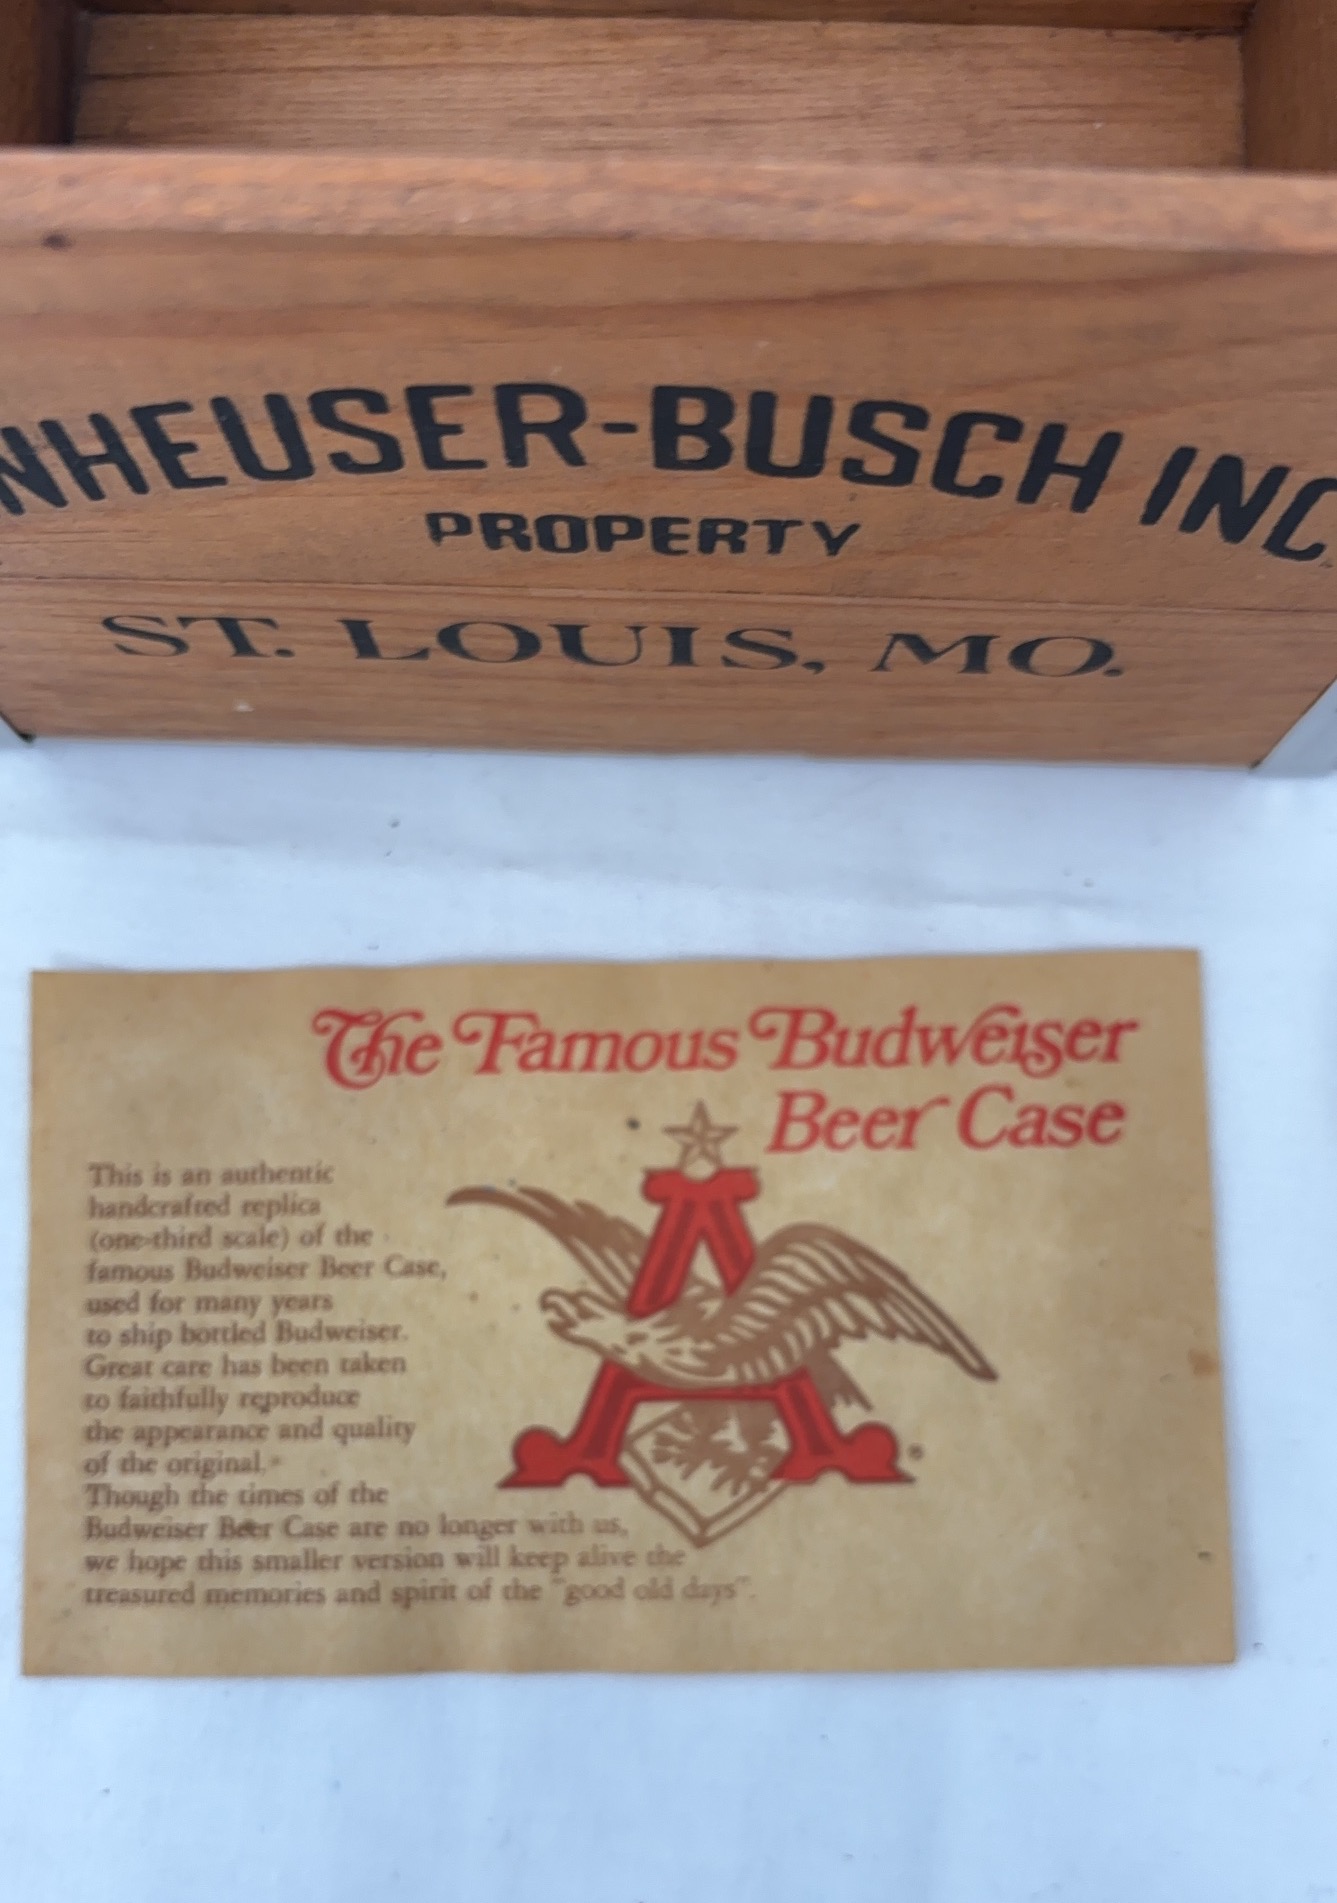 NHEUSER-BUSCH INC.
PROPERTY
ST. LOUIS, MO.
The Famous Budweiser
Beer Case
A
This is an authentic
handcrafted replica
(one-third scale) of the
famous Budweiser Beer Case,
used for many years
to ship bottled Budweiser.
Great care has been taken
to faithfully reproduce
the appearance and quality
of the original.
Though the times of the
Budweiser Beer Case are no longer with us,
we hope this smaller version will keep alive the
treasured memories and spirit of the "good old days".
®